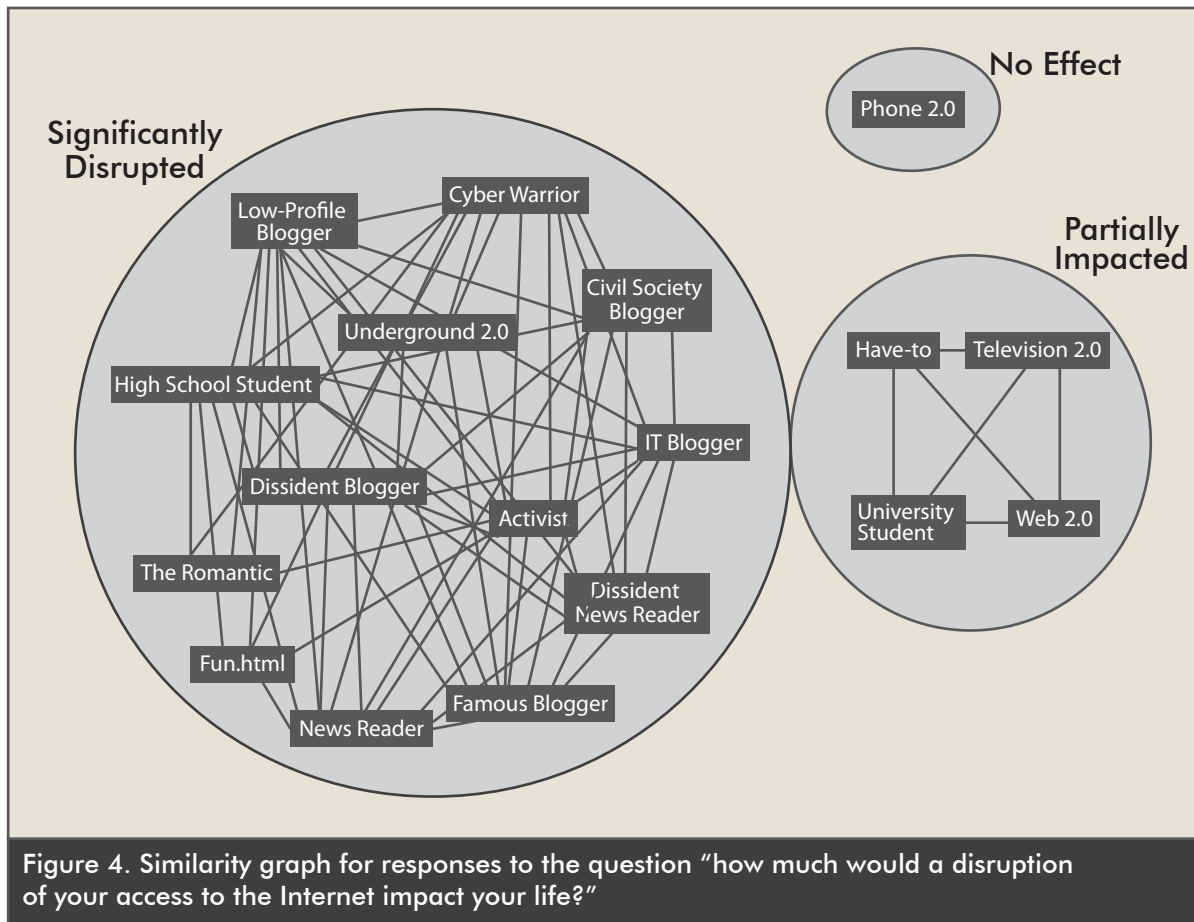 No Effect
Phone 2.0
Significantly
Disrupted
Low-Profile
Blogger
Cyber Warrior
Civil Society
Blogger
Underground 2.0
High School Student
IT Blogger
Dissident Blogger
Activist
The Romantic
Dissident
News Reader
Fun.html
Famous Blogger
News Reader
Partially
Impacted
Have-to
Television 2.0
University
Student
Web 2.0
Figure 4. Similarity graph for responses to the question “how much would a disruption
of your access to the Internet impact your life?”